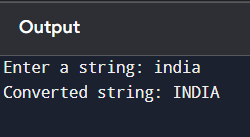 Output
Enter a string: india
Converted string: INDIA